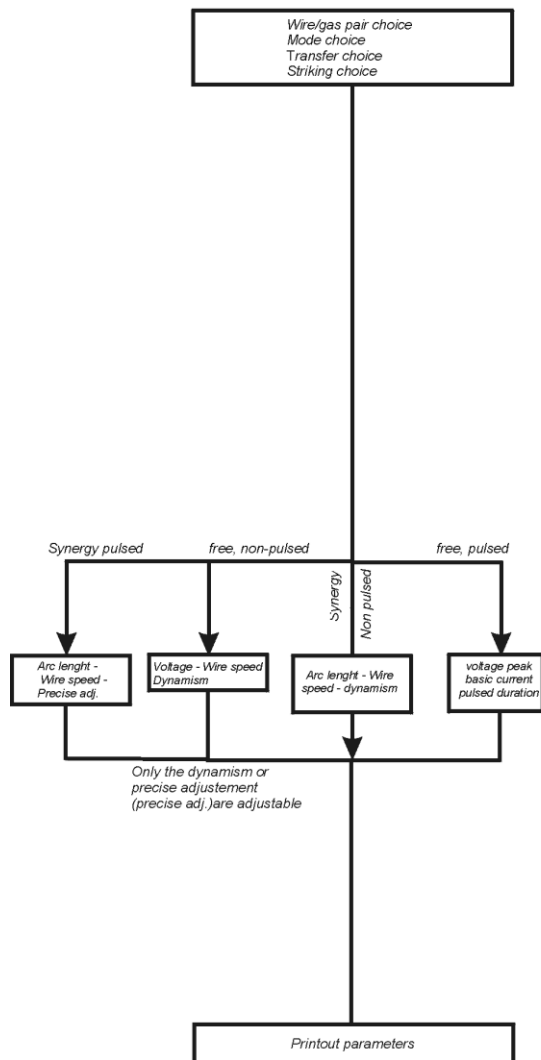 Wire/gas pair choice
Mode choice
Transfer choice
Striking choice
Synergy pulsed
free, non-pulsed
Synergy
Non pulsed
free, pulsed
Arc lenght -
Wire speed -
Precise adj.
Voltage - Wire speed
Dynamism
Arc lenght - Wire
speed - dynamism
voltage peak
basic current
pulsed duration
Only the dynamism or
precise adjustement
(precise adj.)are adjustable
Printout parameters